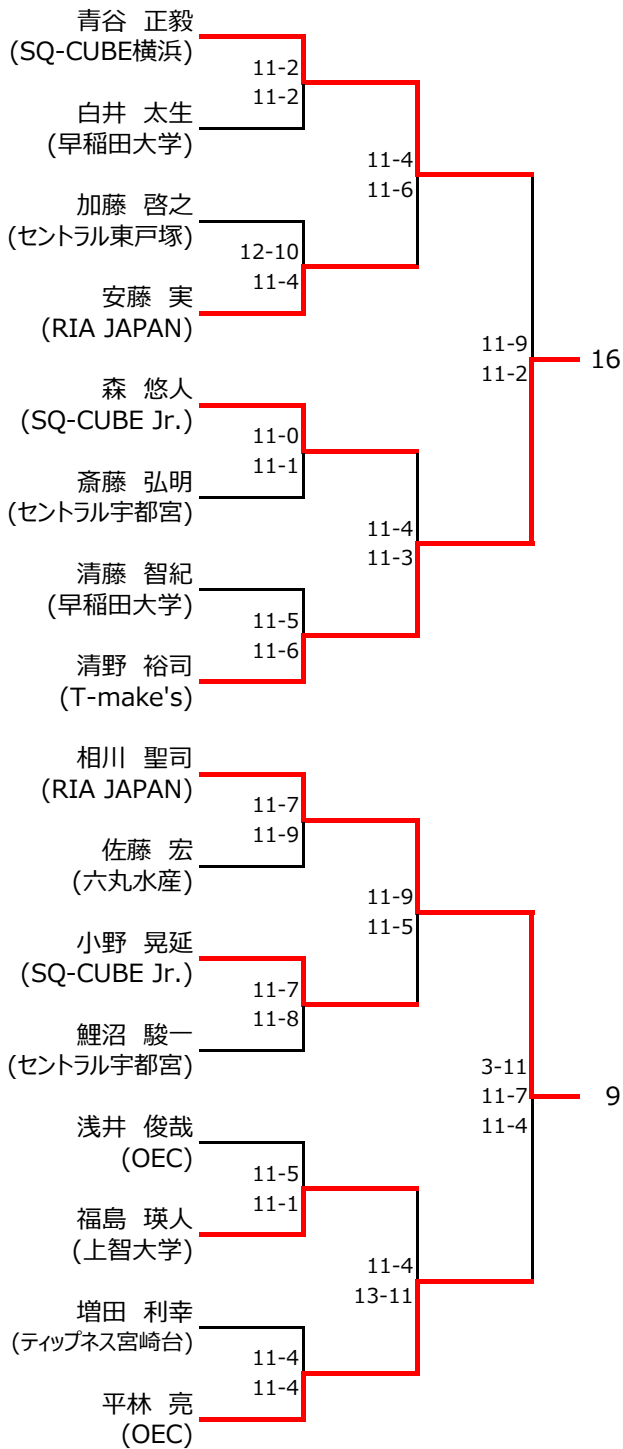 青谷 正毅
(SQ-CUBE横浜)
11-2
11-2
白井 太生
(早稲田大学)
11-4
11-6
加藤 啓之
(セントラル東戸塚)
12-10
11-4
安藤 実
(RIA JAPAN)
11-9
11-2
16
森 悠人
(SQ-CUBE Jr.)
11-0
11-1
斎藤 弘明
(セントラル宇都宮)
11-4
11-3
清藤 智紀
(早稲田大学)
11-5
11-6
清野 裕司
(T-make's)
相川 聖司
(RIA JAPAN)
11-7
11-9
佐藤 宏
(六丸水産)
11-9
11-5
小野 晃延
(SQ-CUBE Jr.)
11-7
11-8
鯉沼 駿一
(セントラル宇都宮)
3-11
11-7
11-4
9
浅井 俊哉
(OEC)
11-5
11-1
福島 瑛人
(上智大学)
11-4
13-11
増田 利幸
(ティップネス宮崎台)
11-4
11-4
平林 亮
(OEC)